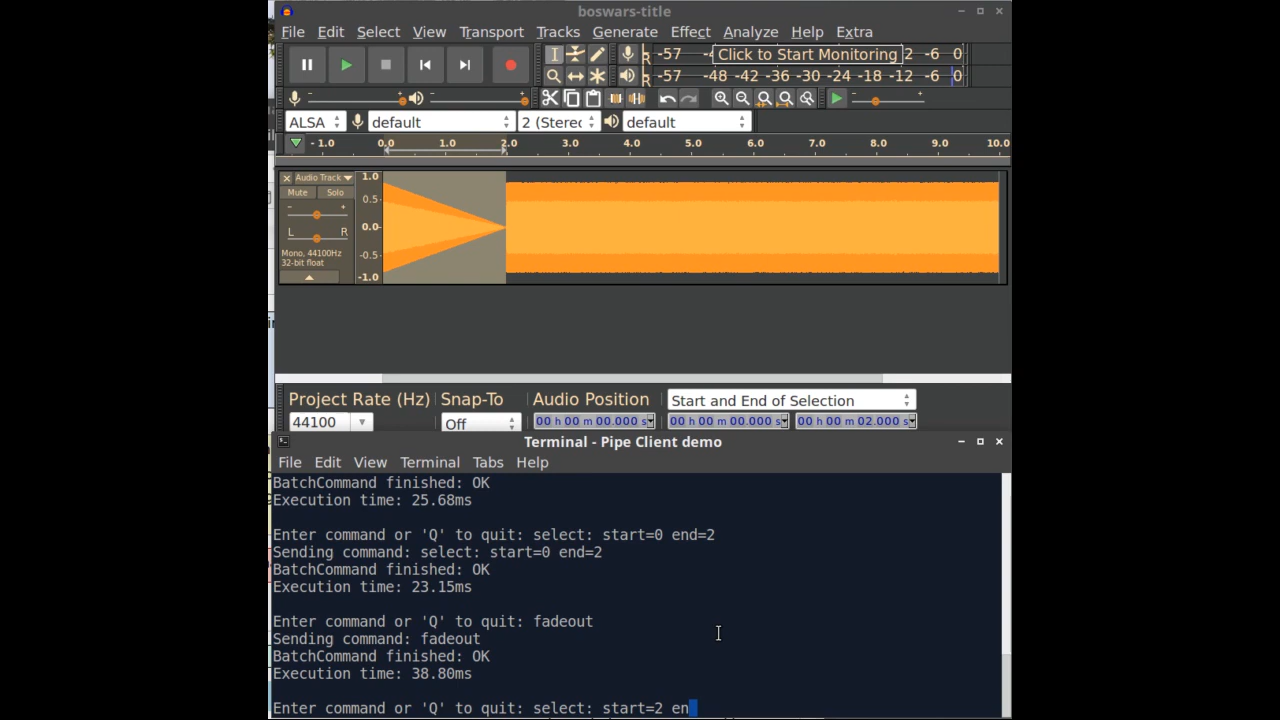 boswars-title
File Edit Select View Transport Tracks Generate Effect Analyze Help Extra
-57 Click to Start Monitoring 2 -6 0
-57 -48 -42 -36 -30 -24 -18 -12 -6 0
ALSA default 2 (Stereo default
-1.0 0.0 1.0 2.0 3.0 4.0 5.0 6.0 7.0 8.0 9.0 10.0
Audio Track
Mute Solo
- +
L R
Mono, 44100Hz
32-bit float
1.0
0.5
0.0
-0.5
-1.0
Project Rate (Hz) Snap-To Audio Position Start and End of Selection
44100 Off 00 h 00 m 00.000 s 00 h 00 m 00.000 s 00 h 00 m 02.000 s
Terminal - Pipe Client demo
File Edit View Terminal Tabs Help
BatchCommand finished: OK
Execution time: 25.68ms
Enter command or 'Q' to quit: select: start=0 end=2
Sending command: select: start=0 end=2
BatchCommand finished: OK
Execution time: 23.15ms
Enter command or 'Q' to quit: fadeout
Sending command: fadeout
BatchCommand finished: OK
Execution time: 38.80ms
Enter command or 'Q' to quit: select: start=2 en